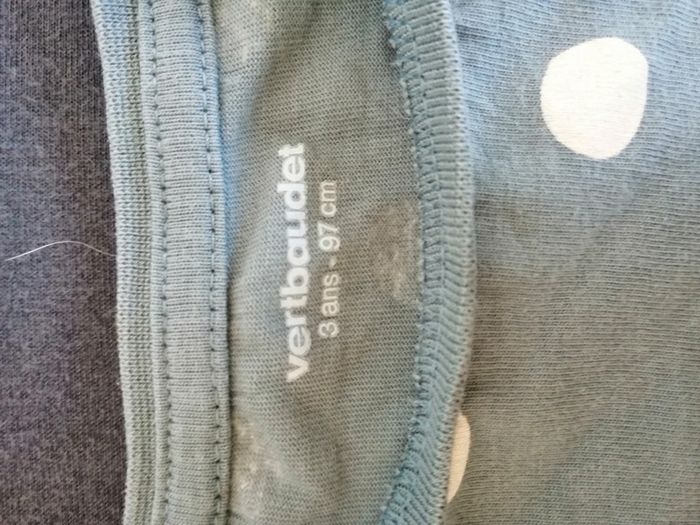 vertbaudet
3 ans - 97 cm